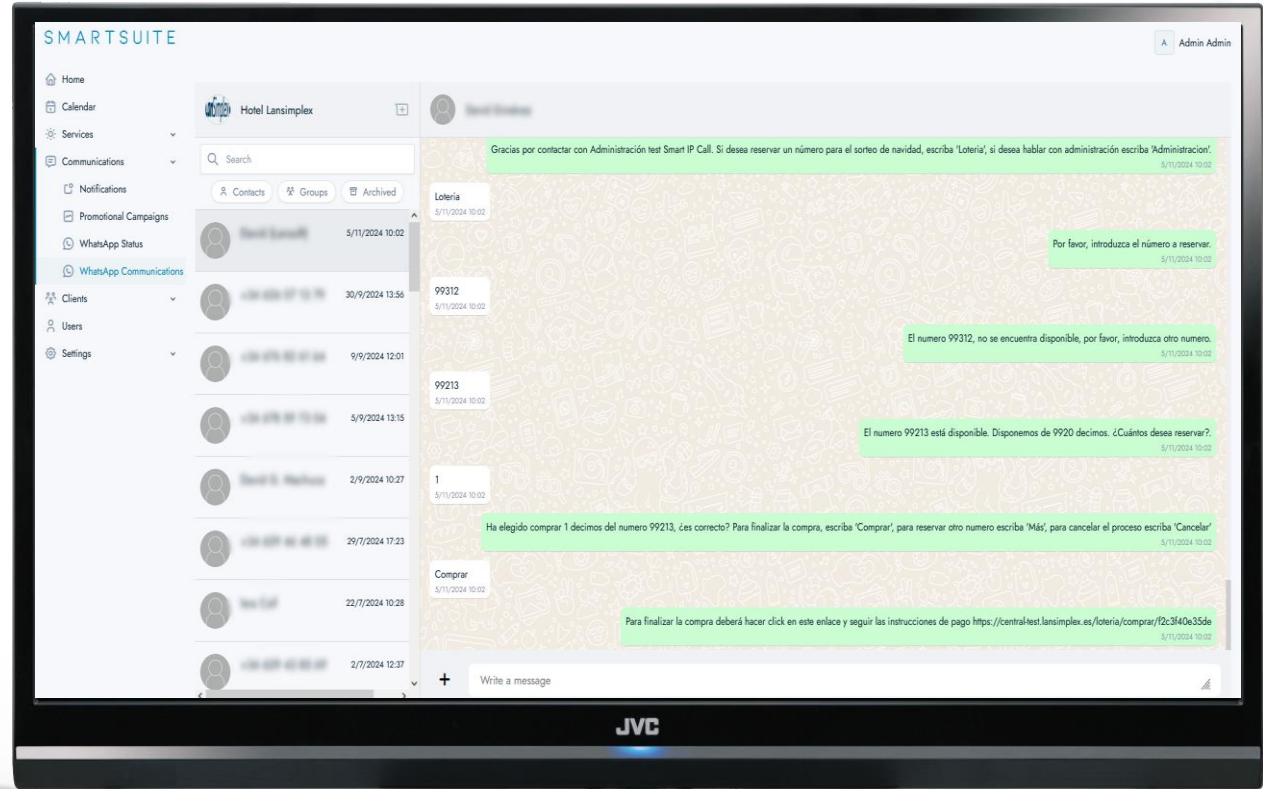 SMARTSUITE
A Admin Admin
Home
Calendar
Services
Communications
Notifications
Promotional Campaigns
WhatsApp Status
WhatsApp Communications
Clients
Users
Settings
Hotel Lansimplex
Search
Contacts
Groups
Archived
5/11/2024 10:02
30/9/2024 13:56
9/9/2024 12:01
5/9/2024 13:15
2/9/2024 10:27
29/7/2024 17:23
22/7/2024 10:28
2/7/2024 12:37
Gracias por contactar con Administración test Smart IP Call. Si desea reservar un número para el sorteo de navidad, escriba 'Loteria', si desea hablar con administración escriba 'Administracion'.
5/11/2024 10:02
Loteria
5/11/2024 10:02
Por favor, introduzca el número a reservar.
5/11/2024 10:02
99312
5/11/2024 10:02
El numero 99312, no se encuentra disponible, por favor, introduzca otro numero.
5/11/2024 10:02
99213
5/11/2024 10:02
El numero 99213 está disponible. Disponemos de 9920 decimos. ¿Cuántos desea reservar?.
5/11/2024 10:02
1
5/11/2024 10:02
Ha elegido comprar 1 decimos del numero 99213, ¿es correcto? Para finalizar la compra, escriba 'Comprar', para reservar otro numero escriba 'Más', para cancelar el proceso escriba 'Cancelar'
5/11/2024 10:02
Comprar
5/11/2024 10:02
Para finalizar la compra deberá hacer click en este enlace y seguir las instrucciones de pago https://central-test.lansimplex.es/loteria/comprar/f2c3f40e35de
5/11/2024 10:02
Write a message
JVC